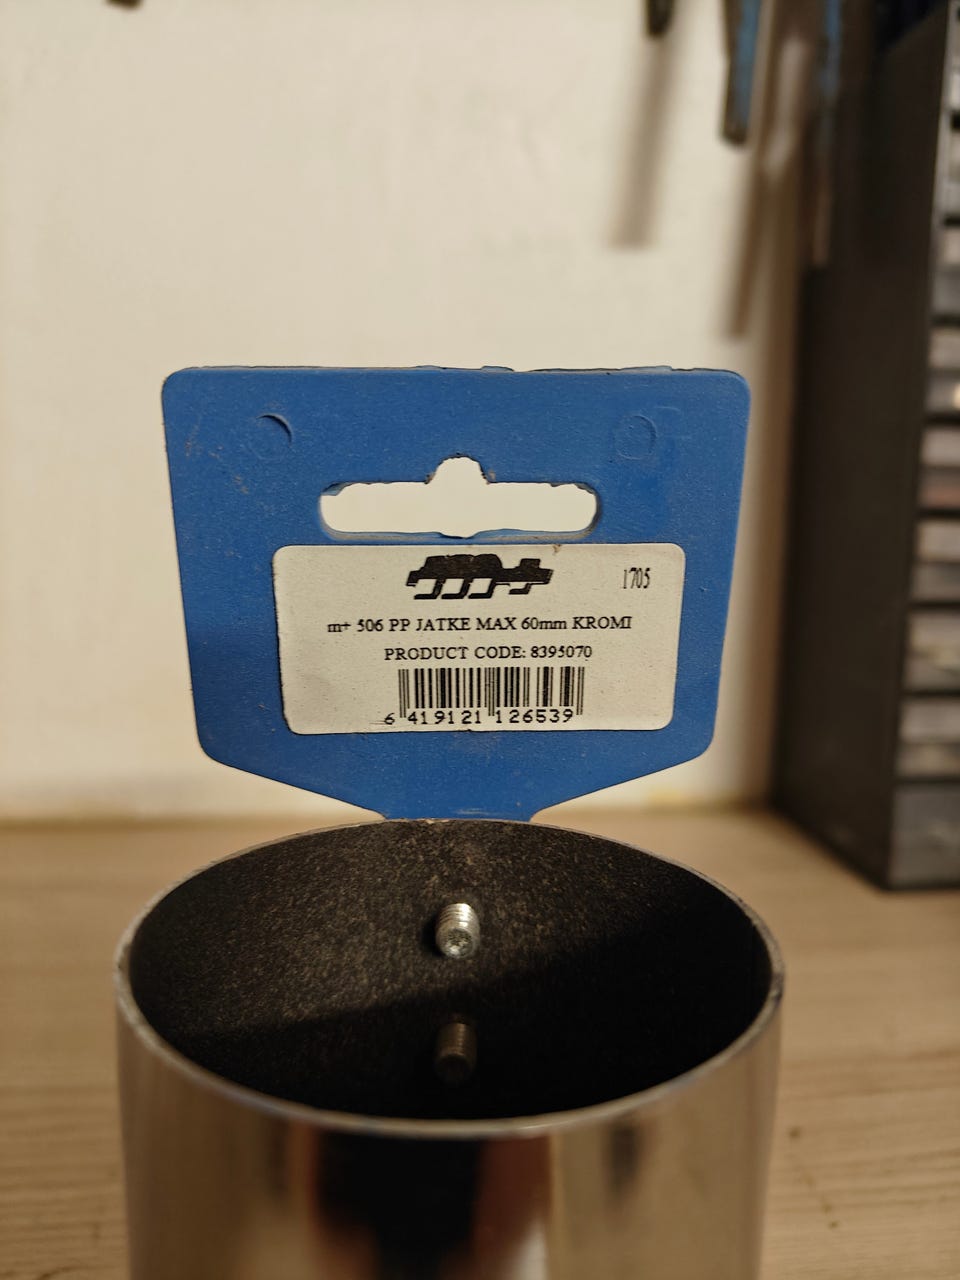 m+
1705
m+ 506 PP JATKE MAX 60mm KROMI
PRODUCT CODE: 8395070
6 419121 126539